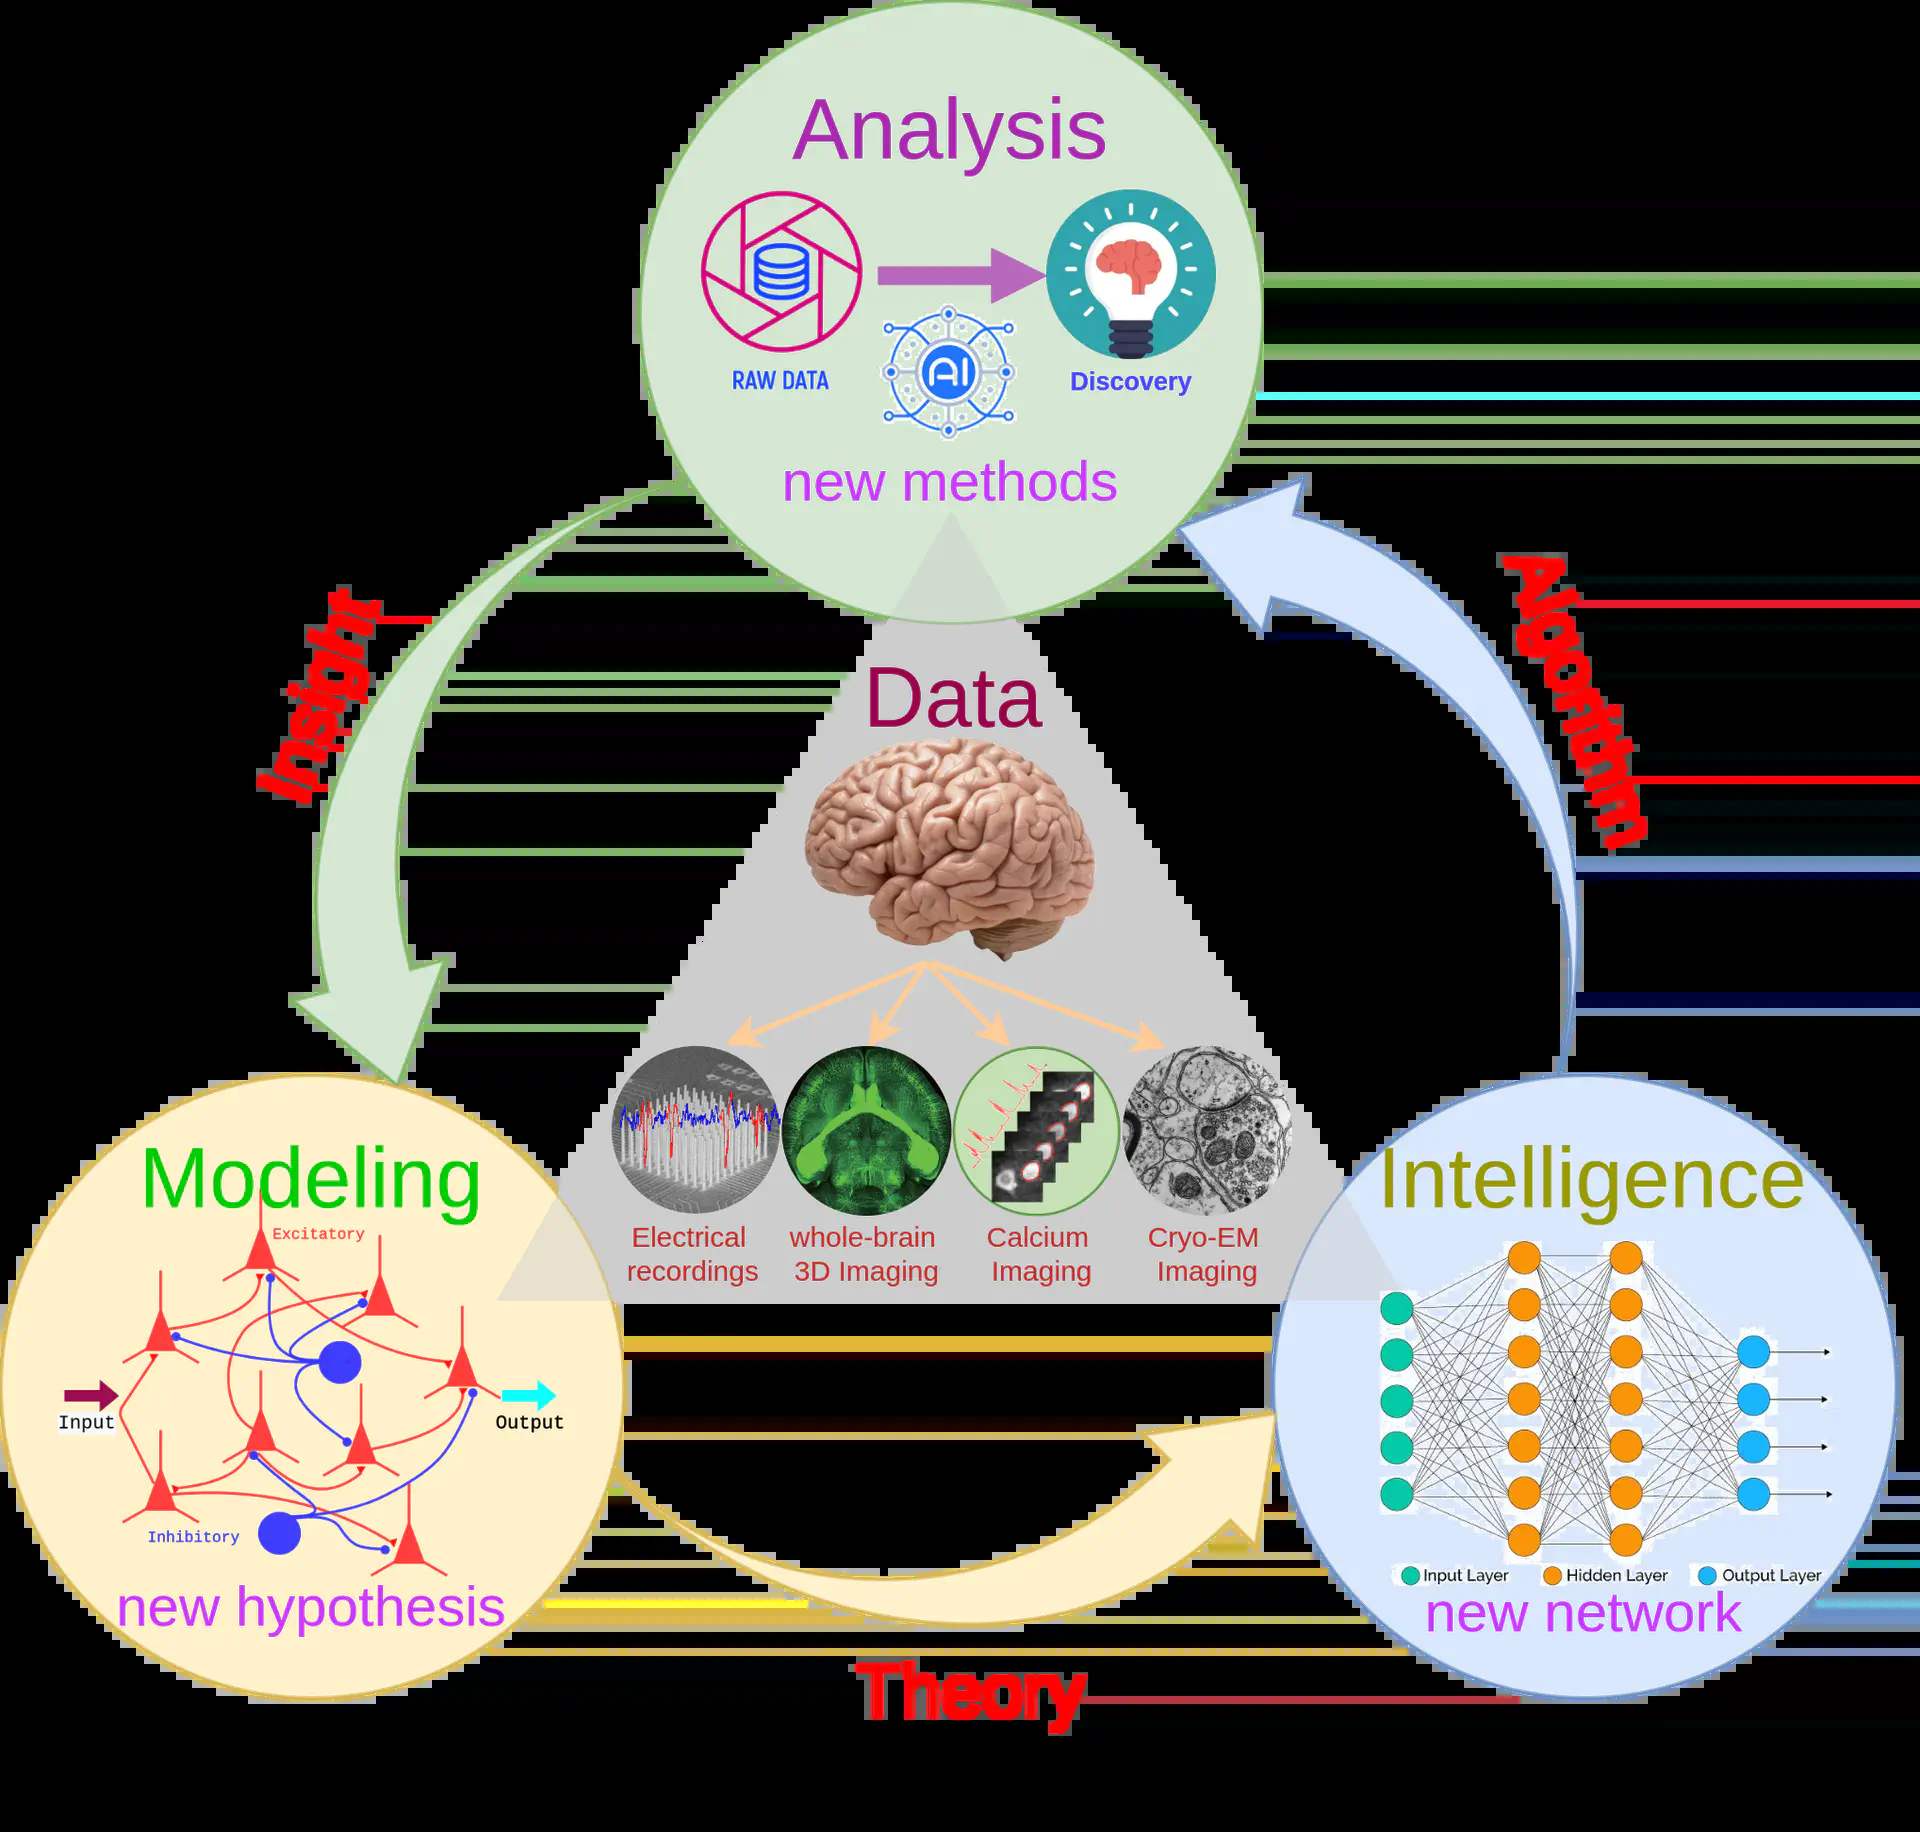 Analysis
RAW DATA
AI
Discovery
new methods
Insight
Algorithm
Data
Electrical recordings
whole-brain 3D Imaging
Calcium Imaging
Cryo-EM Imaging
Modeling
Excitatory
Input
Output
Inhibitory
new hypothesis
Intelligence
Input Layer
Hidden Layer
Output Layer
new network
Theory